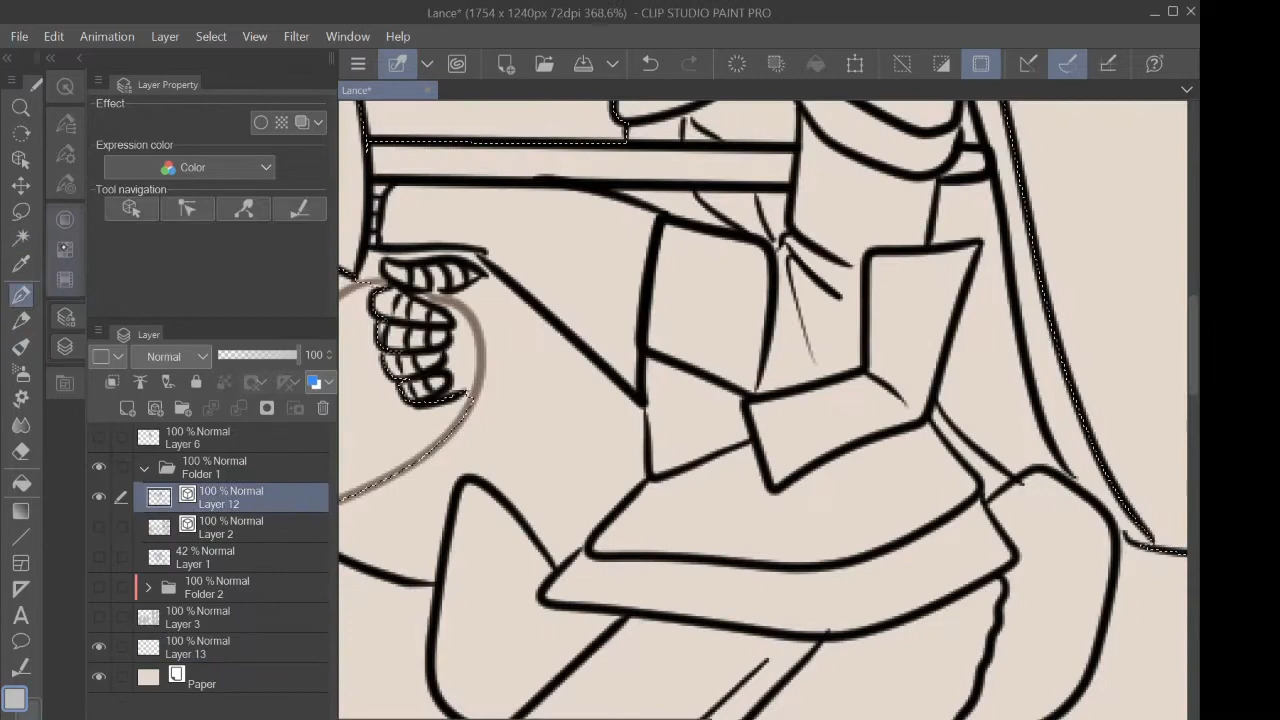 Lance* (1754 x 1240px 72dpi 368.6%) - CLIP STUDIO PAINT PRO
File Edit Animation Layer Select View Filter Window Help
Lance*
Layer Property
Effect
Expression color
Color
Tool navigation
Layer
Normal 100
100 % Normal
Layer 6
100 % Normal
Folder 1
100 % Normal
Layer 12
100 % Normal
Layer 2
42 % Normal
Layer 1
100 % Normal
Folder 2
100 % Normal
Layer 3
100 % Normal
Layer 13
Paper